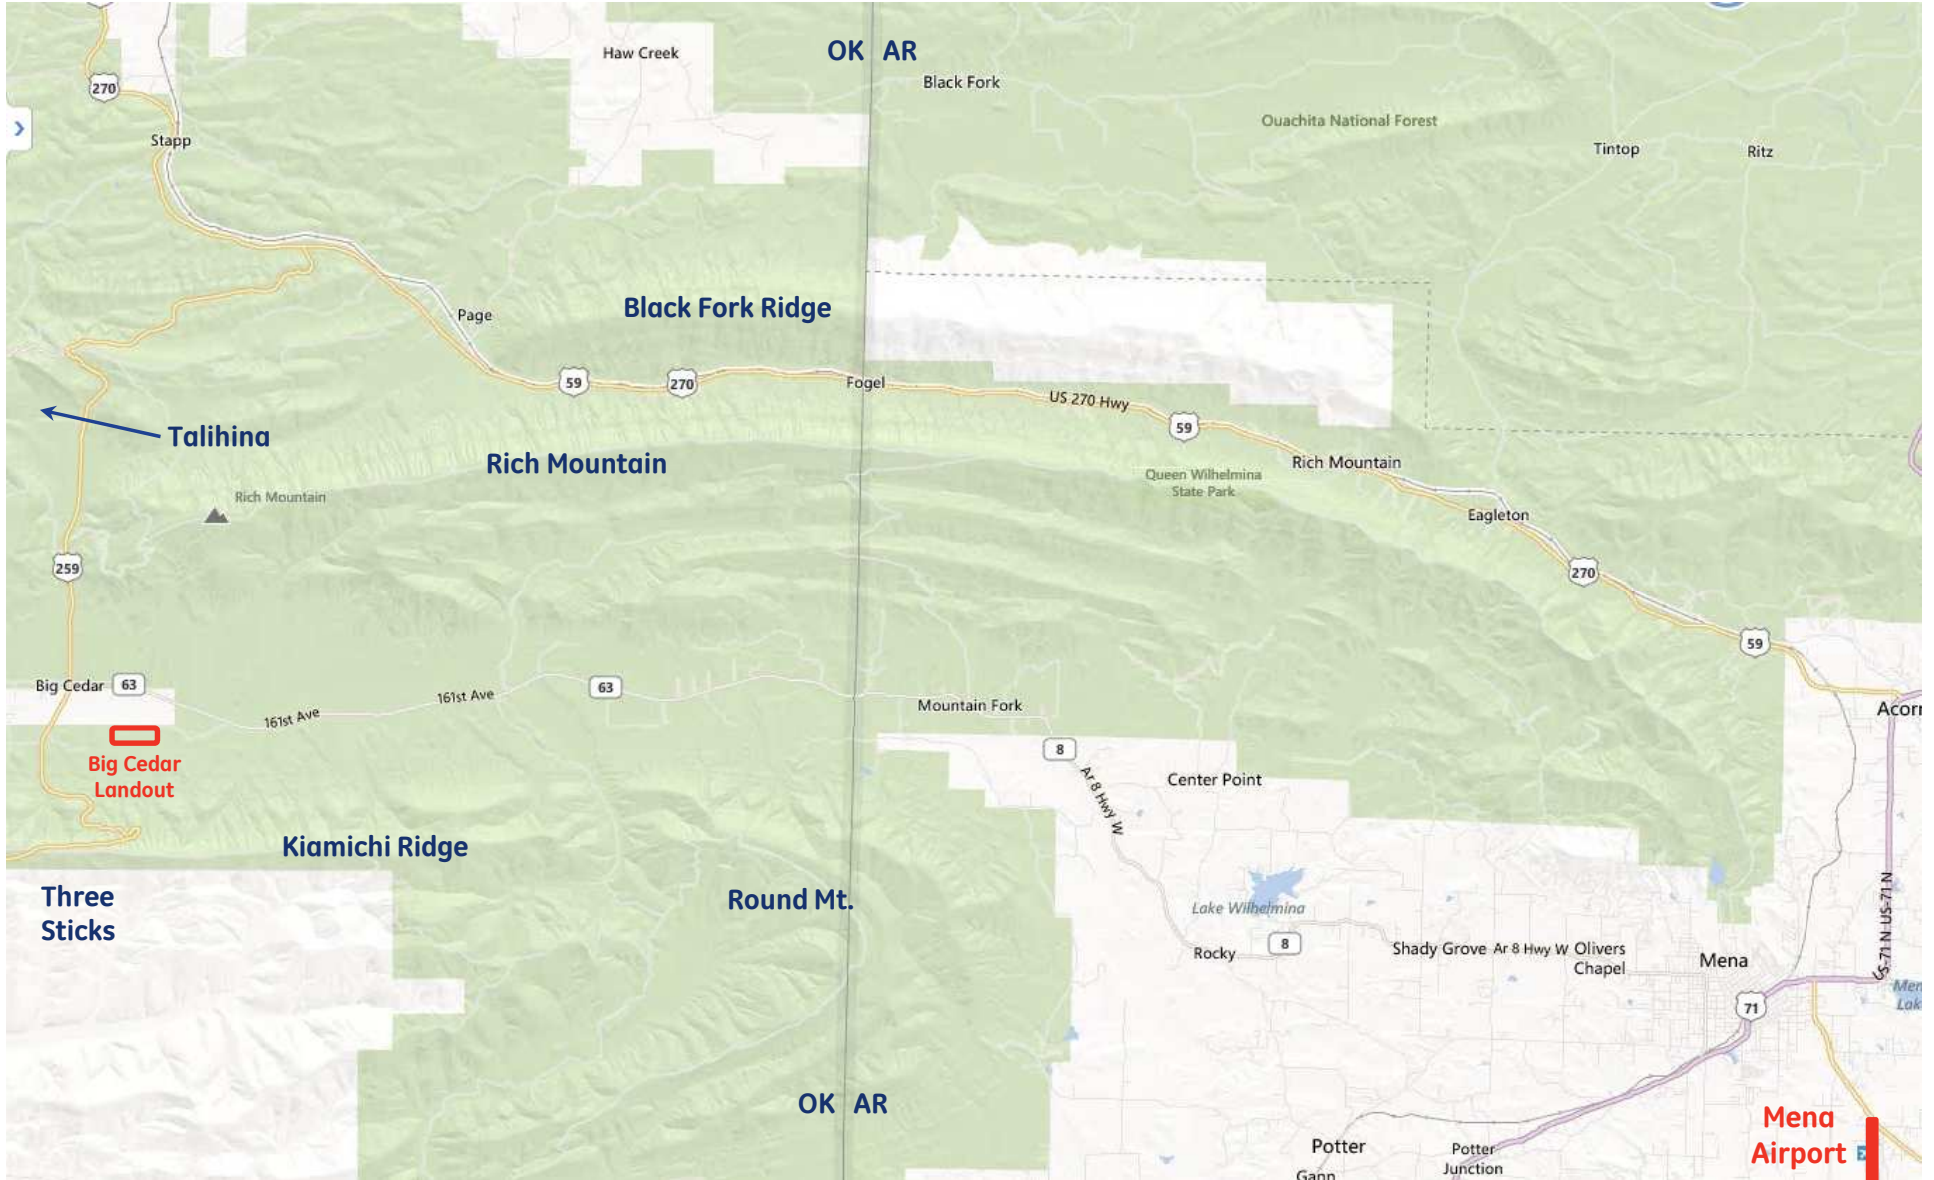 Haw Creek
OK AR
Black Fork
270
Ouachita National Forest
Stapp
Tintop
Ritz
Page
Black Fork Ridge
59
270
Fogel
US 270 Hwy
59
Talihina
Rich Mountain
Rich Mountain
Queen Wilhelmina
State Park
Rich Mountain
Eagleton
259
270
59
Big Cedar
63
161st Ave
161st Ave
63
Mountain Fork
Acorn
Big Cedar
Landout
8
Ar 8 Hwy W
Center Point
Kiamichi Ridge
Three
Sticks
Round Mt.
Lake Wilhelmina
Rocky
8
Shady Grove
Ar 8 Hwy W
Olivers
Chapel
Mena
US-71 N US-71 N
Men
Lak
71
OK AR
Mena
Airport
Potter
Potter
Junction
Gann